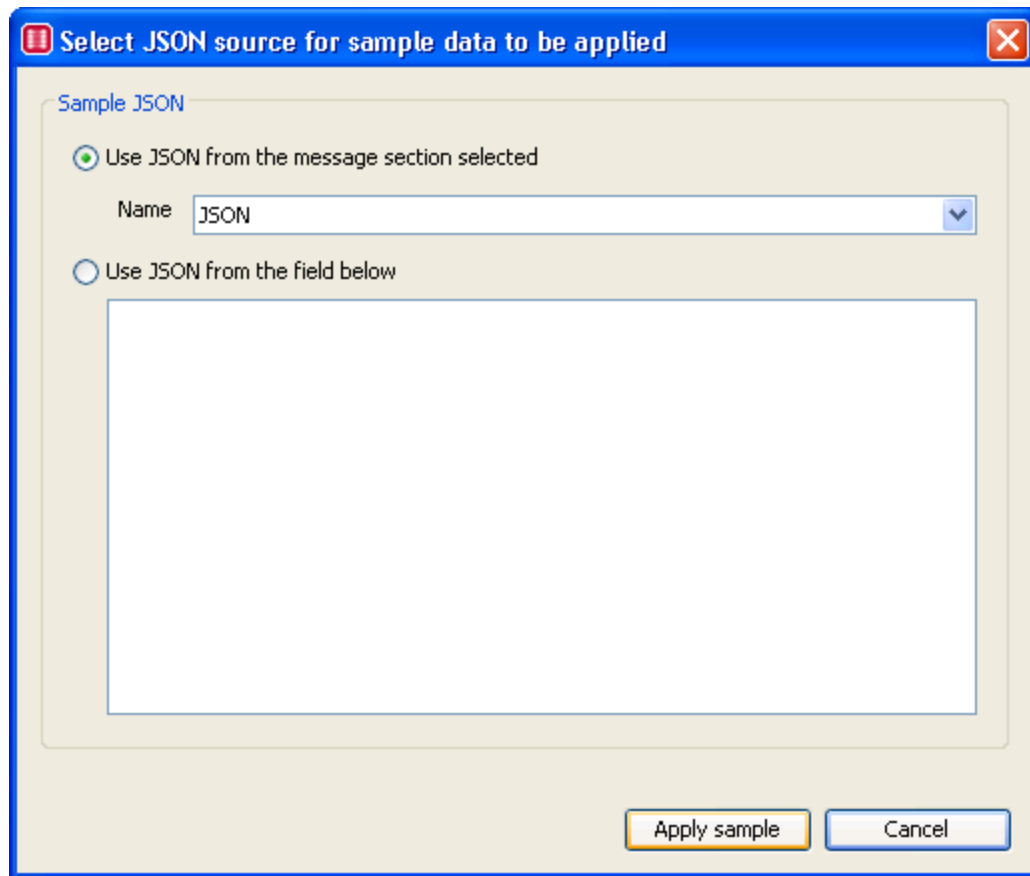 Select JSON source for sample data to be applied
Sample JSON
Use JSON from the message section selected
Name JSON
Use JSON from the field below
Apply sample Cancel